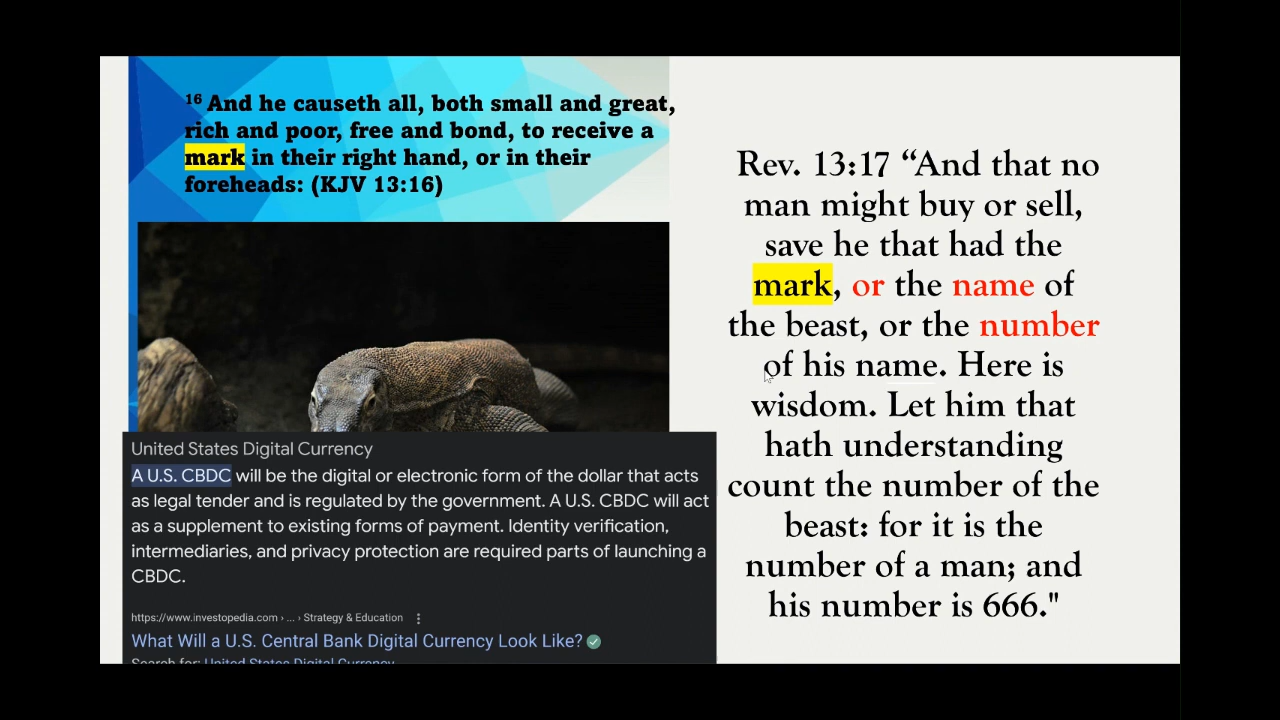 16 And he causeth all, both small and great,
rich and poor, free and bond, to receive a
mark in their right hand, or in their
foreheads: (KJV 13:16)
United States Digital Currency
A U.S. CBDC will be the digital or electronic form of the dollar that acts
as legal tender and is regulated by the government. A U.S. CBDC will act
as a supplement to existing forms of payment. Identity verification,
intermediaries, and privacy protection are required parts of launching a
CBDC.
https://www.investopedia.com › ... › Strategy & Education
What Will a U.S. Central Bank Digital Currency Look Like?
Search for: United States Digital Currency
Rev. 13:17 “And that no
man might buy or sell,
save he that had the
mark, or the name of
the beast, or the number
of his name. Here is
wisdom. Let him that
hath understanding
count the number of the
beast: for it is the
number of a man; and
his number is 666."